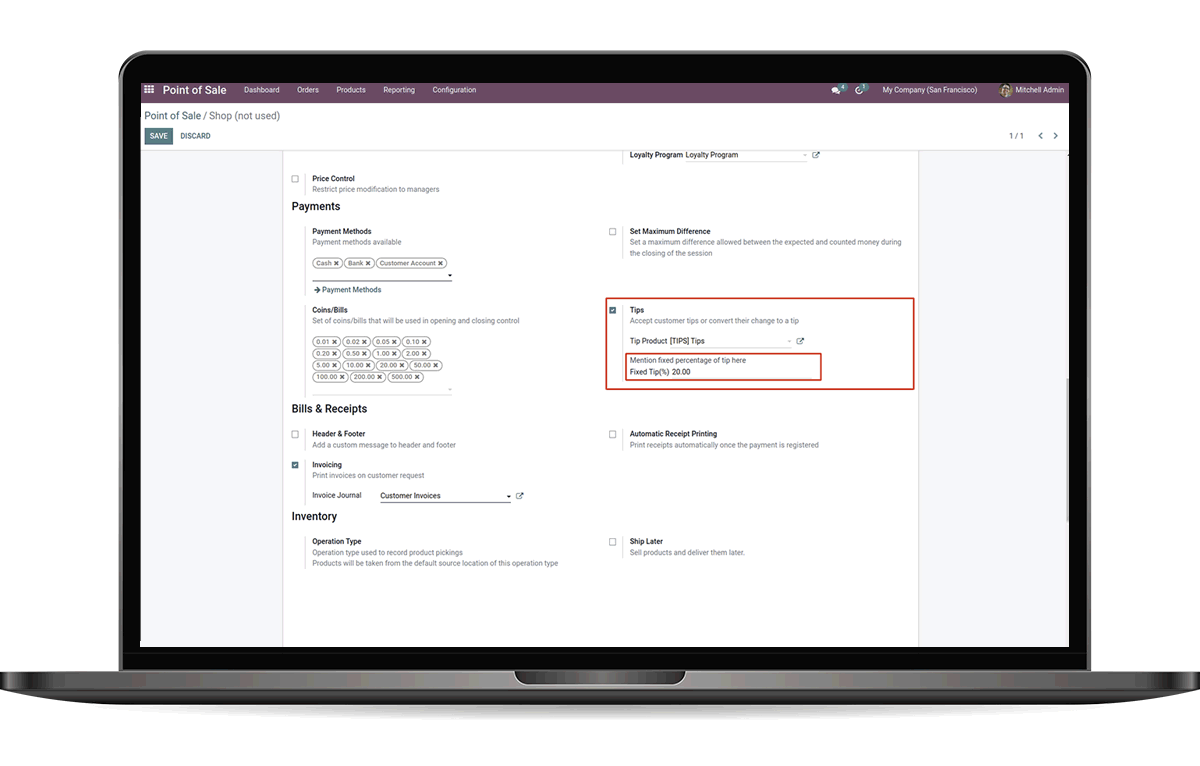 Point of Sale Dashboard Orders Products Reporting Configuration 4 1 My Company (San Francisco) Mitchell Admin
Point of Sale / Shop (not used)
SAVE DISCARD 1 / 1
Loyalty Program Loyalty Program
Price Control
Restrict price modification to managers
Payments
Payment Methods
Payment methods available
Cash Bank Customer Account
Payment Methods
Set Maximum Difference
Set a maximum difference allowed between the expected and counted money during
the closing of the session
Coins/Bills
Set of coins/bills that will be used in opening and closing control
0.01 0.02 0.05 0.10
0.20 0.50 1.00 2.00
5.00 10.00 20.00 50.00
100.00 200.00 500.00
Tips
Accept customer tips or convert their change to a tip
Tip Product [TIPS] Tips
Mention fixed percentage of tip here
Fixed Tip(%) 20.00
Bills & Receipts
Header & Footer
Add a custom message to header and footer
Automatic Receipt Printing
Print receipts automatically once the payment is registered
Invoicing
Print invoices on customer request
Invoice Journal Customer Invoices
Inventory
Operation Type
Operation type used to record product pickings
Products will be taken from the default source location of this operation type
Ship Later
Sell products and deliver them later.